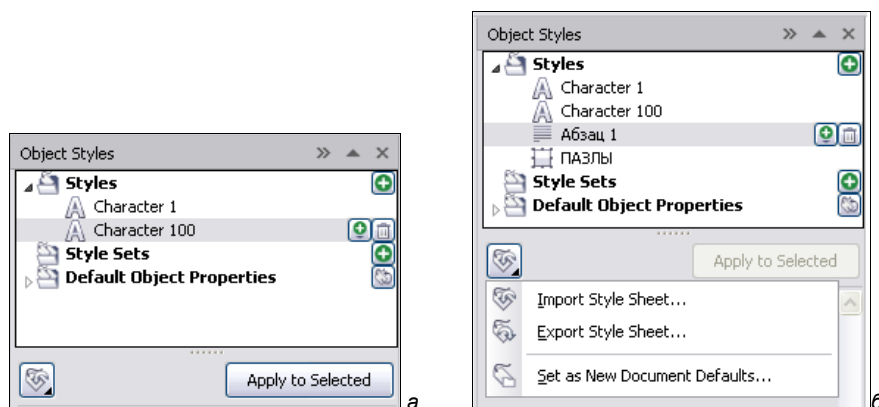 Object Styles
Styles
Character 1
Character 100
Style Sets
Default Object Properties
Apply to Selected
а
Object Styles
Styles
Character 1
Character 100
Абзац 1
ПАЗЛЫ
Style Sets
Default Object Properties
Apply to Selected
Import Style Sheet...
Export Style Sheet...
Set as New Document Defaults...
б